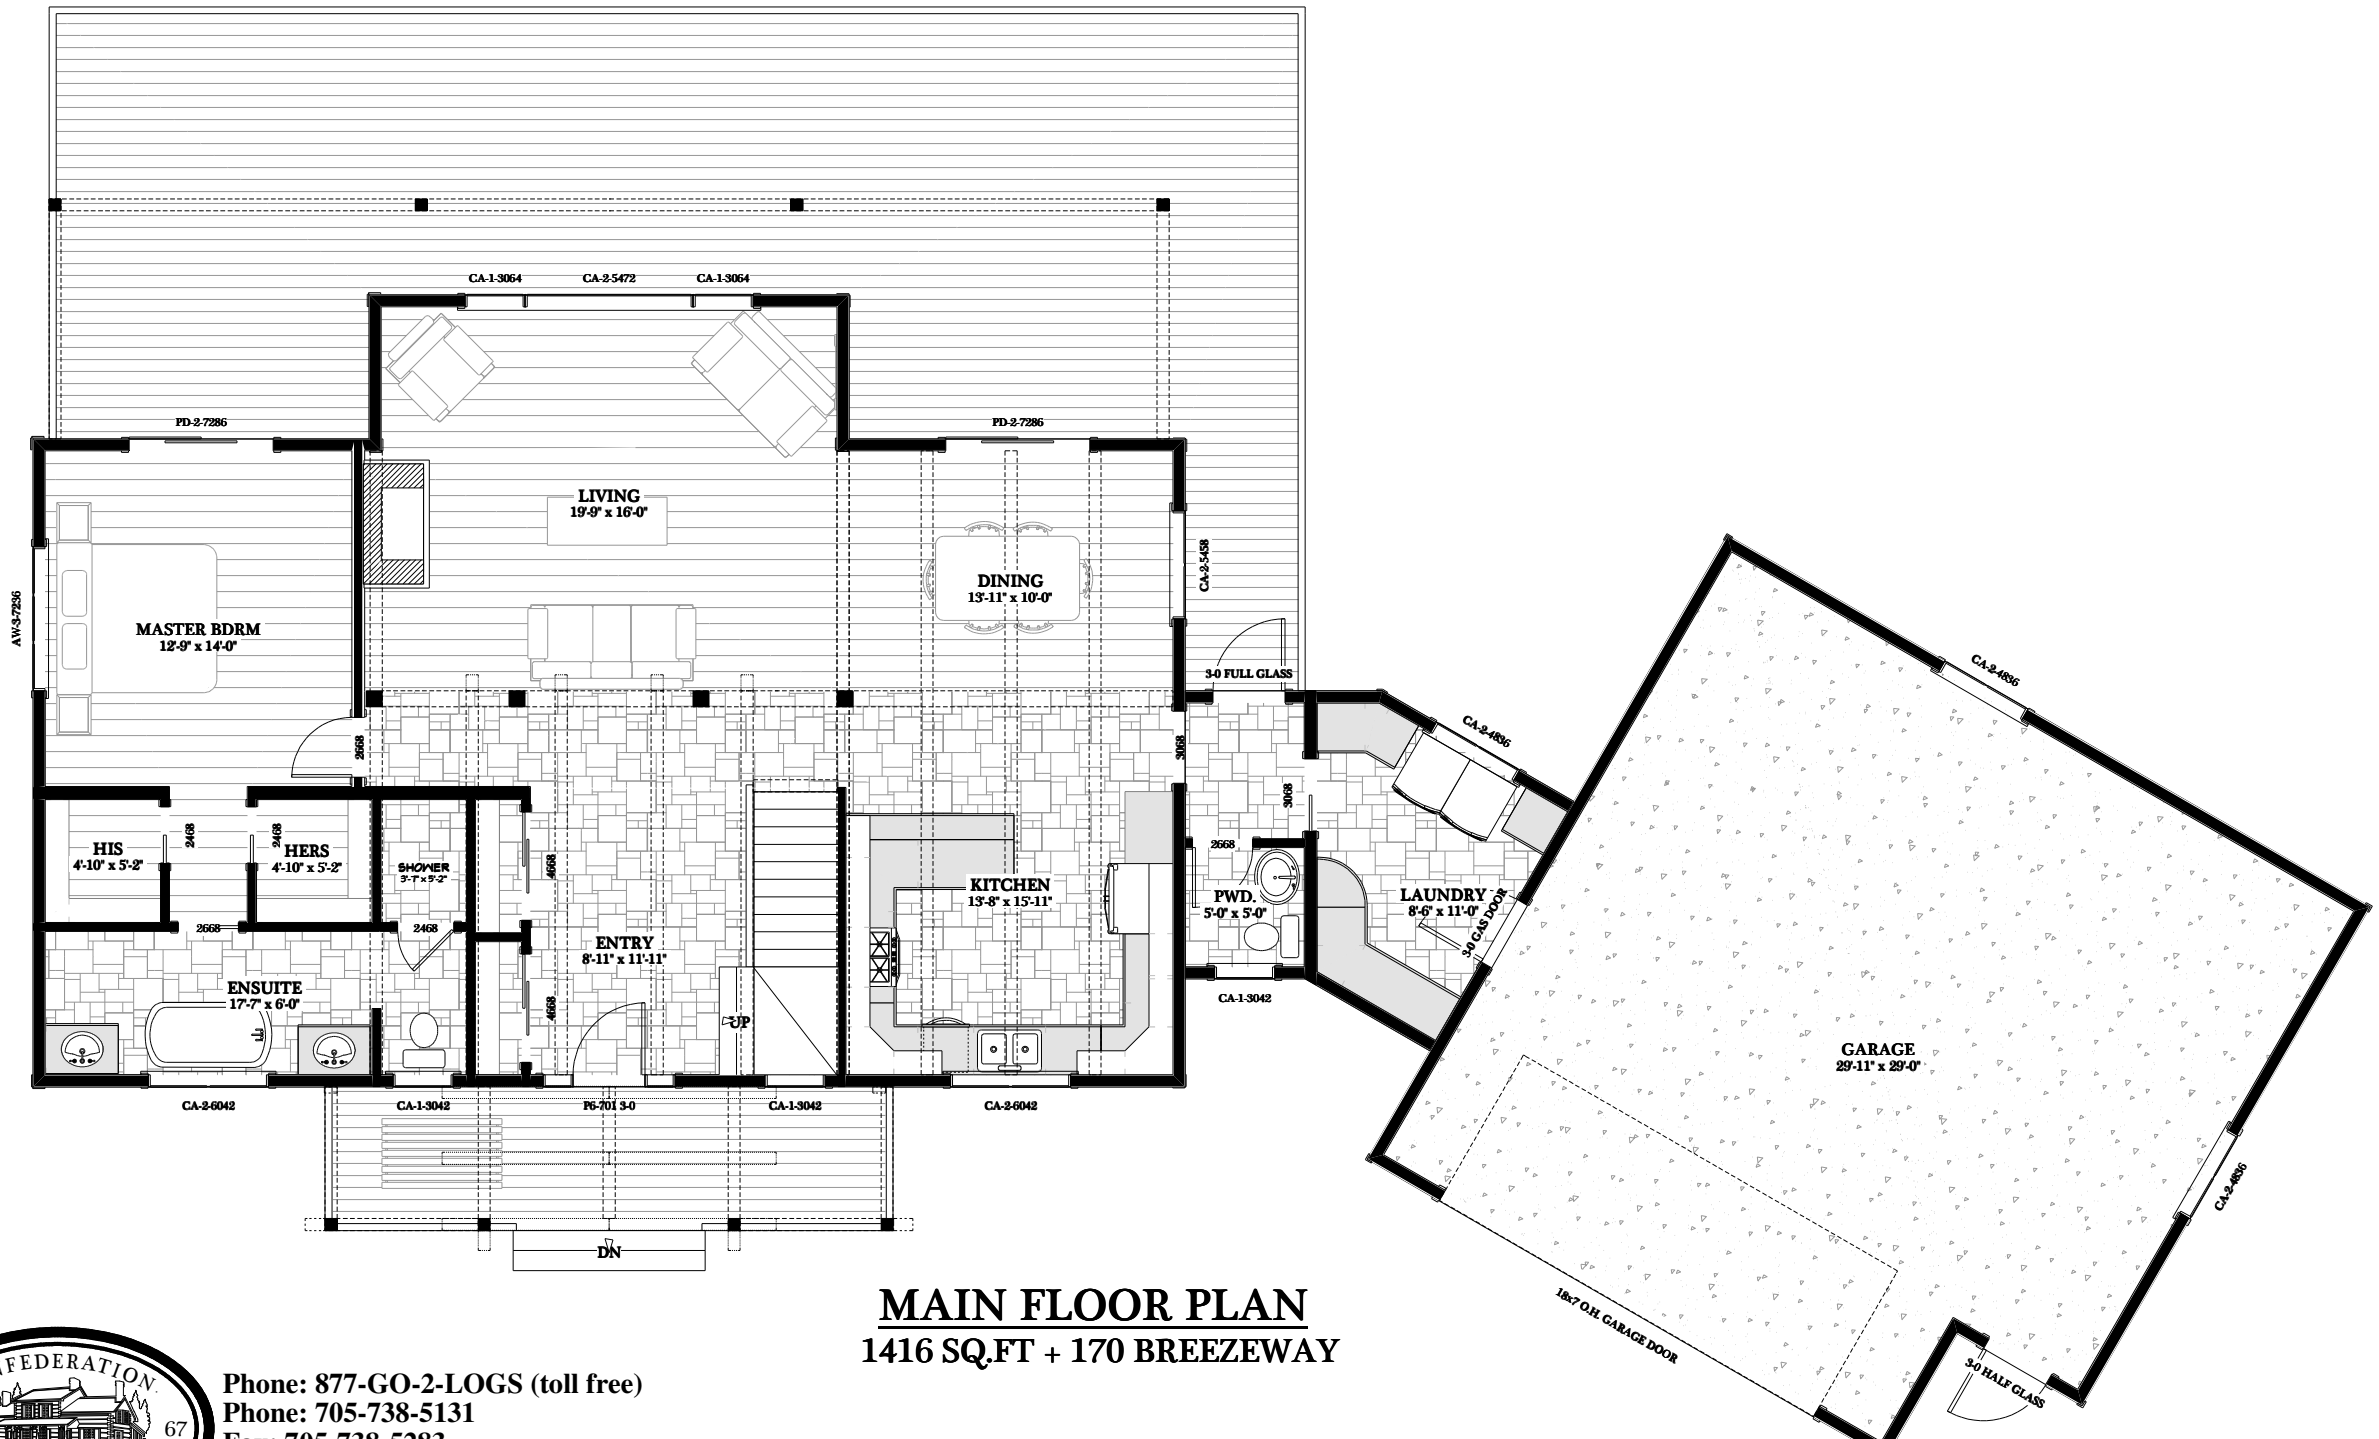 CA-1-3064
CA-2-5472
CA-1-3064
PD-2-7286
PD-2-7286
LIVING
19'-9" x 16'-0"
DINING
13'-11" x 10'-0"
CA-2-5458
AW-3-7236
MASTER BDRM
12'-9" x 14'-0"
3-0 FULL GLASS
CA-2-4836
CA-2-4836
2668
3068
3068
HIS
4'-10" x 5'-2"
2468
2468
HERS
4'-10" x 5'-2"
SHOWER
3'-7" x 5'-2"
4668
2668
KITCHEN
13'-8" x 15'-11"
PWD.
5'-0" x 5'-0"
LAUNDRY
8'-6" x 11'-0"
3-0 GAS DOOR
2668
2468
ENTRY
8'-11" x 11'-11"
ENSUITE
17'-7" x 6'-0"
4668
UP
CA-1-3042
GARAGE
29'-11" x 29'-0"
CA-2-6042
CA-1-3042
P6-701 3-0
CA-1-3042
CA-2-6042
CA-2-4836
DN
18x7 O.H. GARAGE DOOR
3-0 HALF GLASS
MAIN FLOOR PLAN
1416 SQ.FT + 170 BREEZEWAY
FEDERATION
67
Phone: 877-GO-2-LOGS (toll free)
Phone: 705-738-5131
Fax: 705-738-5283